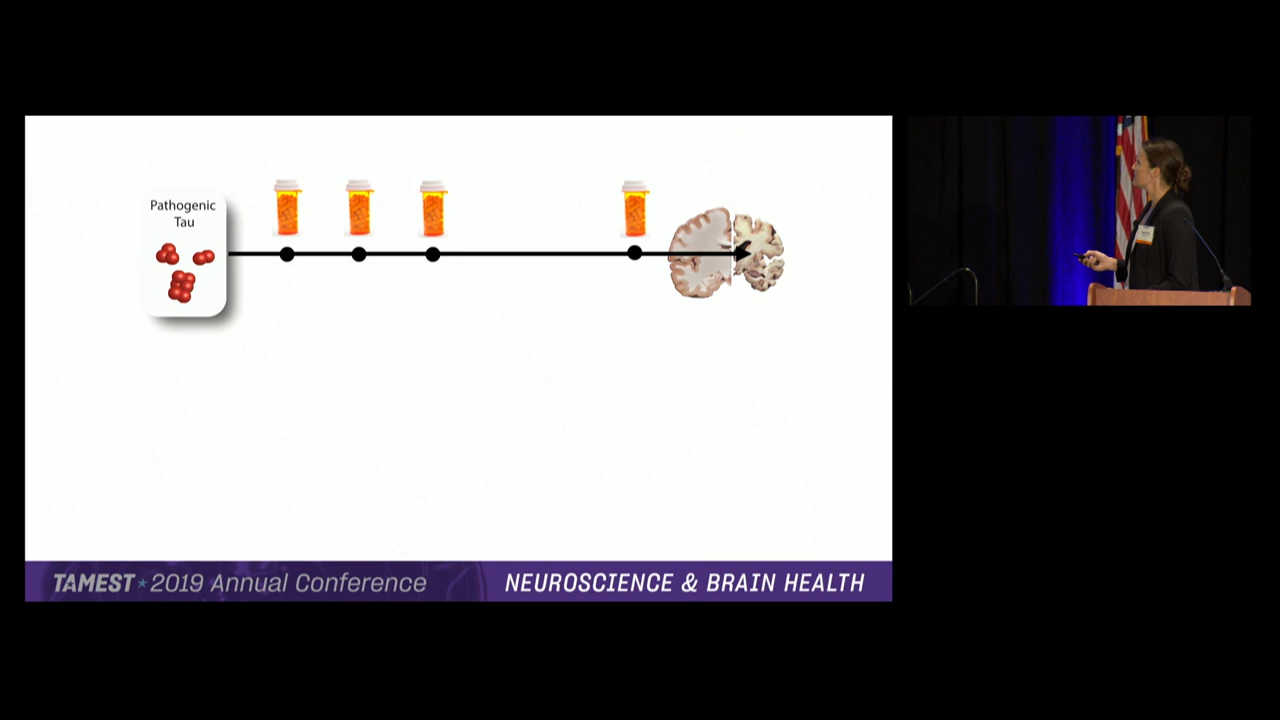 Pathogenic
Tau
TAMEST★2019 Annual Conference
NEUROSCIENCE & BRAIN HEALTH